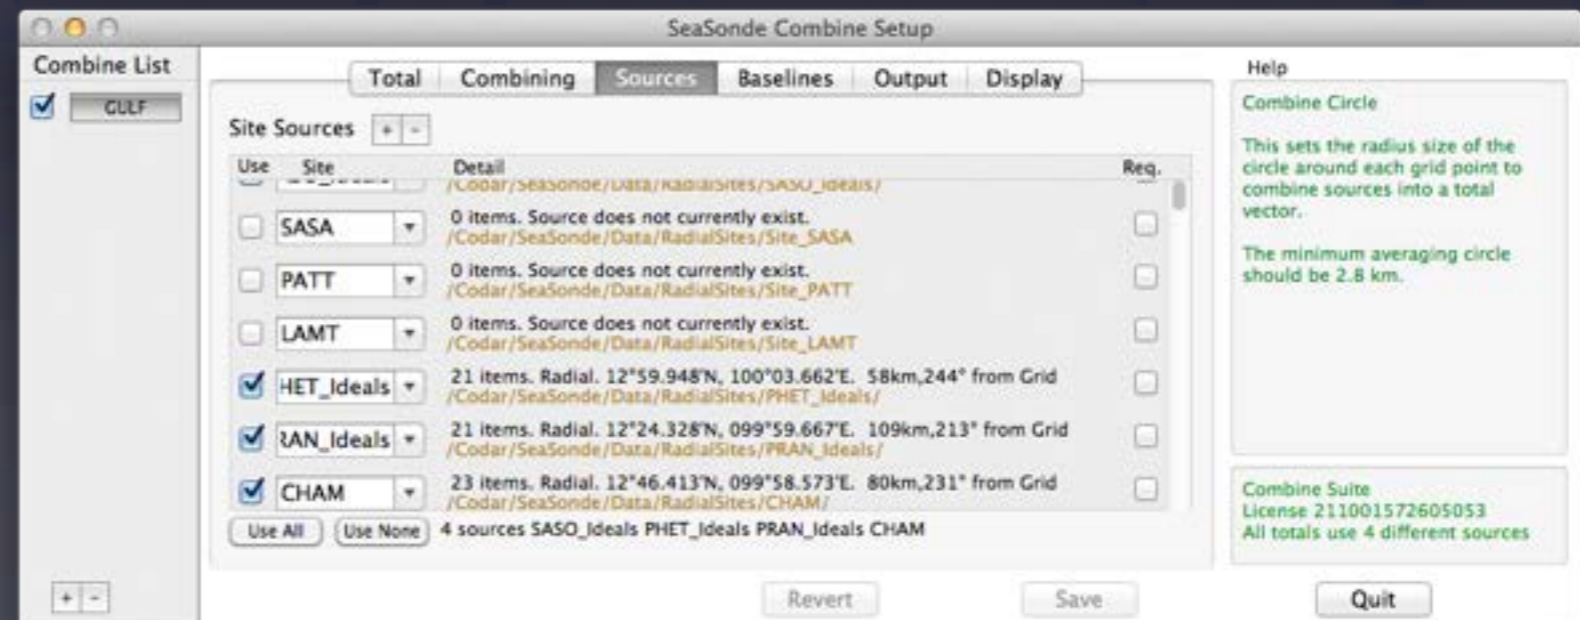 SeaSonde Combine Setup
Combine List
GULF
Total Combining Sources Baselines Output Display
Site Sources + -
Use Site Detail Req.
/Codar/SeaSonde/Data/RadialSites/SASO_Ideals/
SASA 0 items. Source does not currently exist.
/Codar/SeaSonde/Data/RadialSites/Site_SASA
PATT 0 items. Source does not currently exist.
/Codar/SeaSonde/Data/RadialSites/Site_PATT
LAMT 0 items. Source does not currently exist.
/Codar/SeaSonde/Data/RadialSites/Site_LAMT
HET_Ideals 21 items. Radial. 12°59.948'N, 100°03.662'E. 58km,244° from Grid
/Codar/SeaSonde/Data/RadialSites/PHET_Ideals/
RAN_Ideals 21 items. Radial. 12°24.328'N, 099°59.667'E. 109km,213° from Grid
/Codar/SeaSonde/Data/RadialSites/PRAN_Ideals/
CHAM 23 items. Radial. 12°46.413'N, 099°58.573'E. 80km,231° from Grid
/Codar/SeaSonde/Data/RadialSites/CHAM/
Use All Use None 4 sources SASO_Ideals PHET_Ideals PRAN_Ideals CHAM
+ -
Revert Save Quit
Help
Combine Circle
This sets the radius size of the
circle around each grid point to
combine sources into a total
vector.
The minimum averaging circle
should be 2.8 km.
Combine Suite
License 211001572605053
All totals use 4 different sources